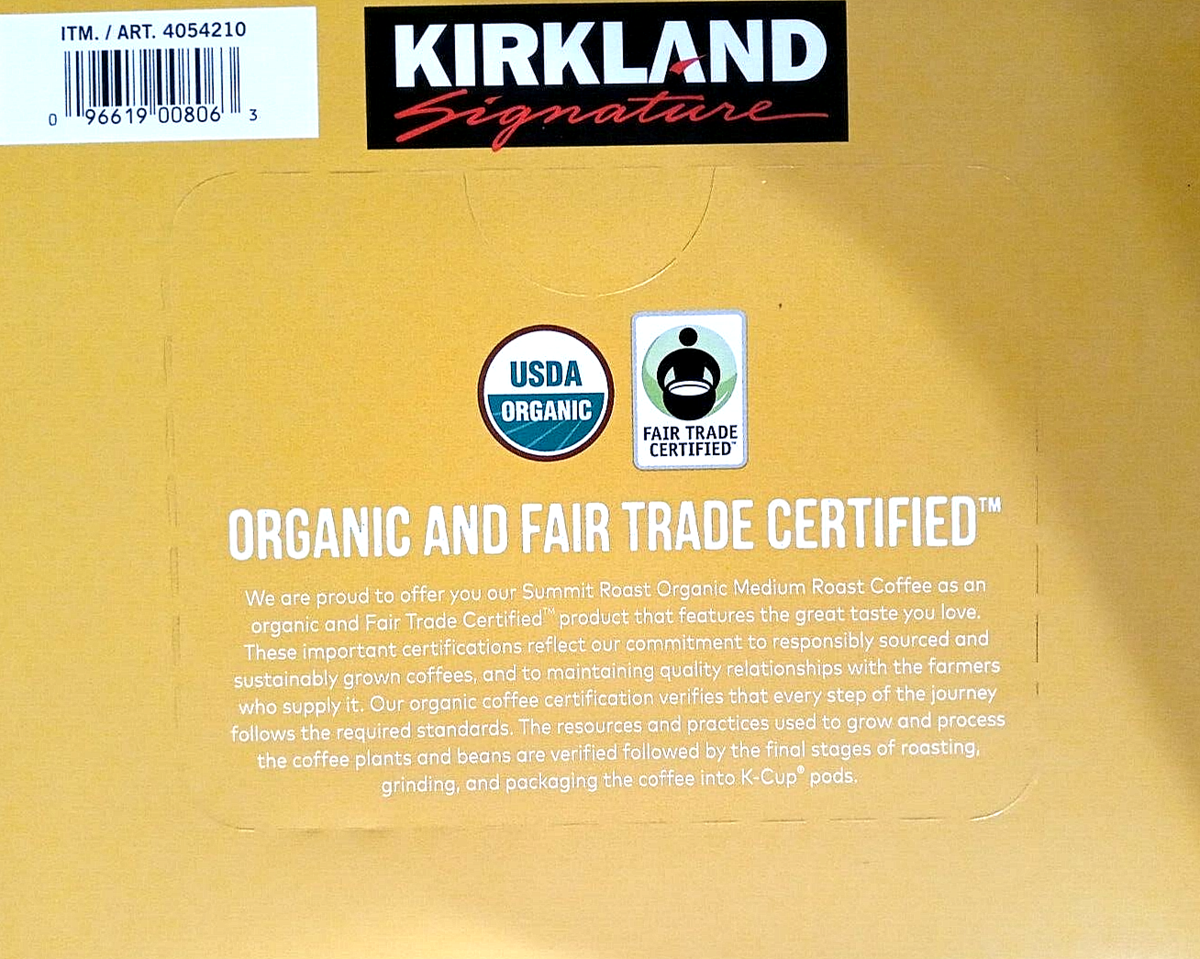 ITM. / ART. 4054210
0 96619 00806 3
KIRKLAND
Signature
USDA
ORGANIC
FAIR TRADE
CERTIFIED™
ORGANIC AND FAIR TRADE CERTIFIED™
We are proud to offer you our Summit Roast Organic Medium Roast Coffee as an
organic and Fair Trade Certified™ product that features the great taste you love.
These important certifications reflect our commitment to responsibly sourced and
sustainably grown coffees, and to maintaining quality relationships with the farmers
who supply it. Our organic coffee certification verifies that every step of the journey
follows the required standards. The resources and practices used to grow and process
the coffee plants and beans are verified followed by the final stages of roasting,
grinding, and packaging the coffee into K-Cup® pods.